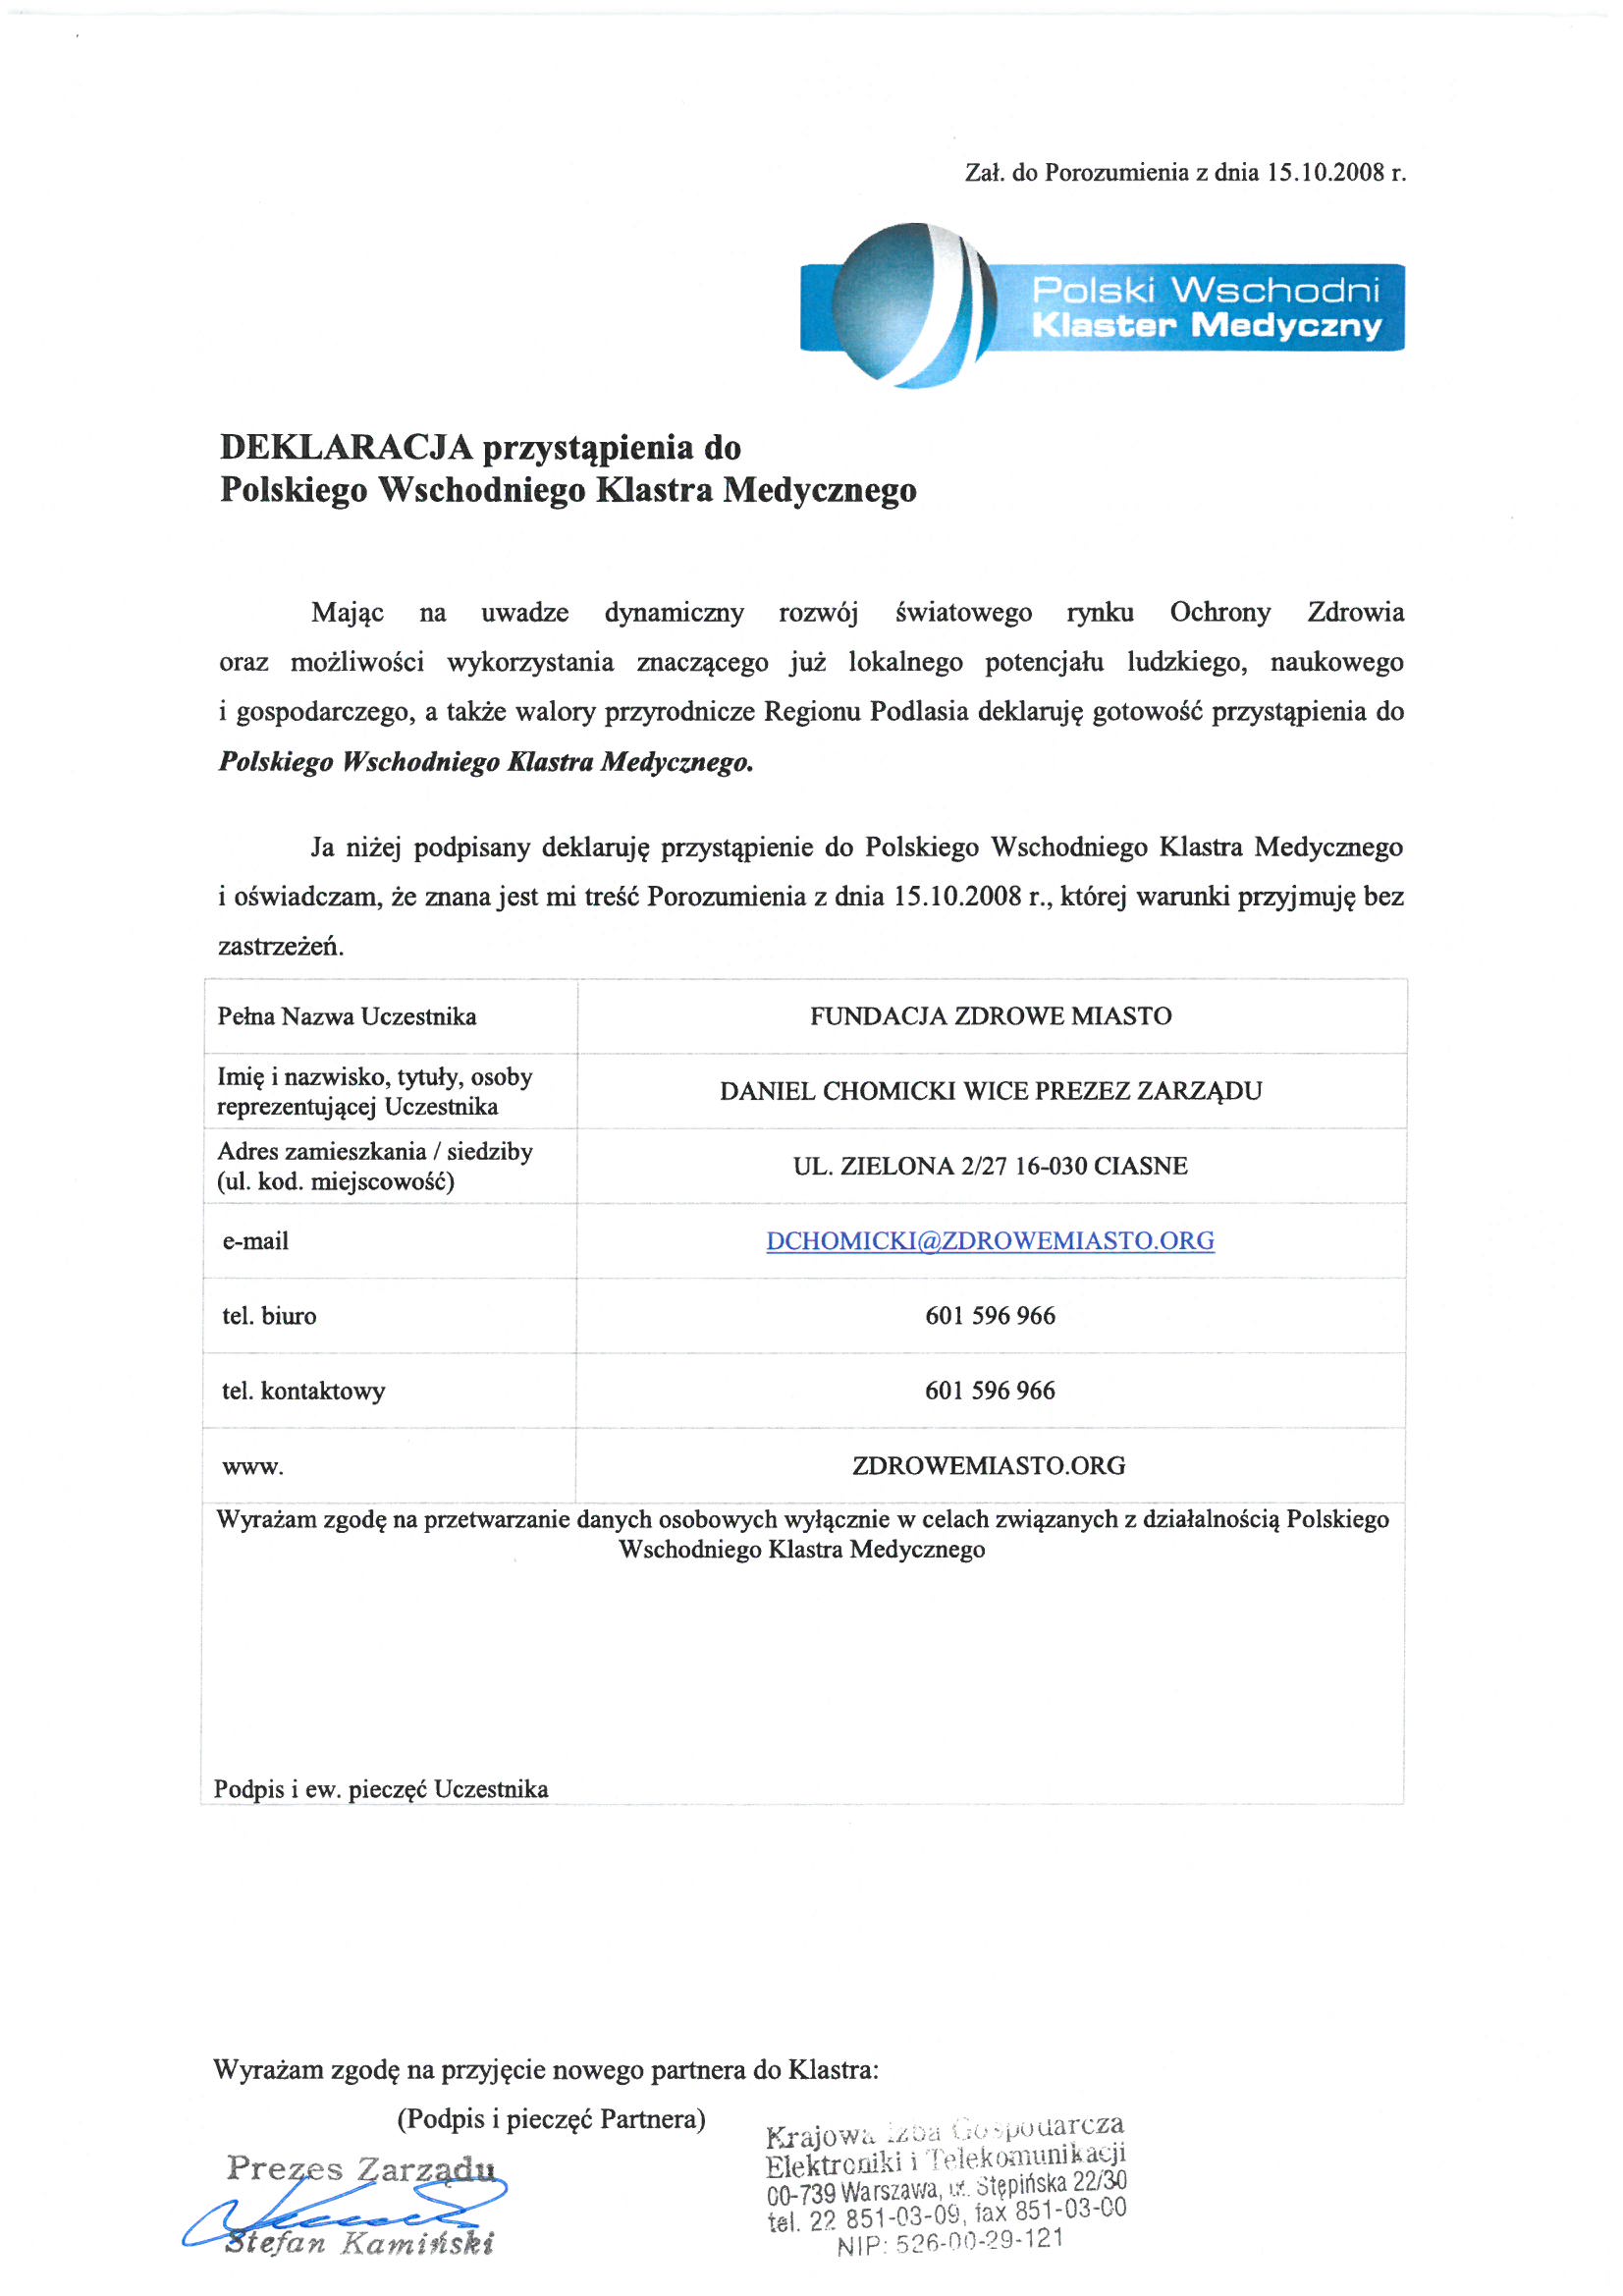 Zał. do Porozumienia z dnia 15.10.2008 r.
Polski Wschodni
Klaster Medyczny
DEKLARACJA przystąpienia do
Polskiego Wschodniego Klastra Medycznego
Mając na uwadze dynamiczny rozwój światowego rynku Ochrony Zdrowia
oraz możliwości wykorzystania znaczącego już lokalnego potencjału ludzkiego, naukowego
i gospodarczego, a także walory przyrodnicze Regionu Podlasia deklaruję gotowość przystąpienia do
Polskiego Wschodniego Klastra Medycznego.
Ja niżej podpisany deklaruję przystąpienie do Polskiego Wschodniego Klastra Medycznego
i oświadczam, że znana jest mi treść Porozumienia z dnia 15.10.2008 r., której warunki przyjmuję bez
zastrzeżeń.
Pełna Nazwa Uczestnika
FUNDACJA ZDROWE MIASTO
Imię i nazwisko, tytuły, osoby
reprezentującej Uczestnika
DANIEL CHOMICKI WICE PREZEZ ZARZĄDU
Adres zamieszkania / siedziby
(ul. kod. miejscowość)
UL. ZIELONA 2/27 16-030 CIASNE
e-mail
DCHOMICKI@ZDROWEMIASTO.ORG
tel. biuro
601 596 966
tel. kontaktowy
601 596 966
www.
ZDROWEMIASTO.ORG
Wyrażam zgodę na przetwarzanie danych osobowych wyłącznie w celach związanych z działalnością Polskiego
Wschodniego Klastra Medycznego
Podpis i ew. pieczęć Uczestnika
Wyrażam zgodę na przyjęcie nowego partnera do Klastra:
(Podpis i pieczęć Partnera)
Prezes Zarządu
Stefan Kamiński
Krajowa Izba Gospodarcza
Elektroniki i Telekomunikacji
00-739 Warszawa, ul. Stępińska 22/30
tel. 22 851-03-09, fax 851-03-00
NIP: 526-00-29-121